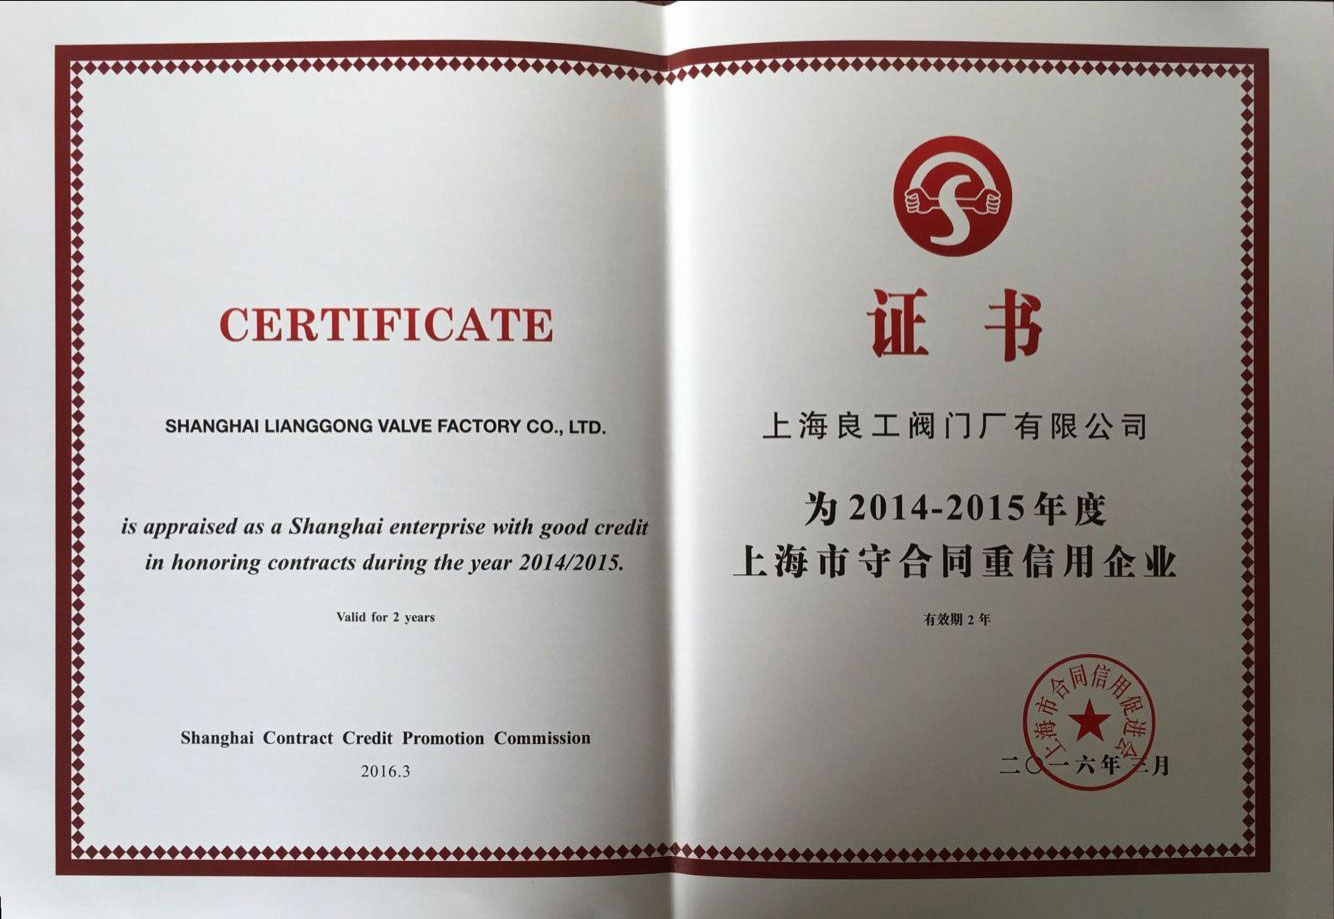 CERTIFICATE
SHANGHAI LIANGGONG VALVE FACTORY CO., LTD.
is appraised as a Shanghai enterprise with good credit
in honoring contracts during the year 2014/2015.
Valid for 2 years
Shanghai Contract Credit Promotion Commission
2016.3
证书
上海良工阀门厂有限公司
为2014-2015年度
上海市守合同重信用企业
有效期 2 年
上海市合同信用促进会
二〇一六年三月